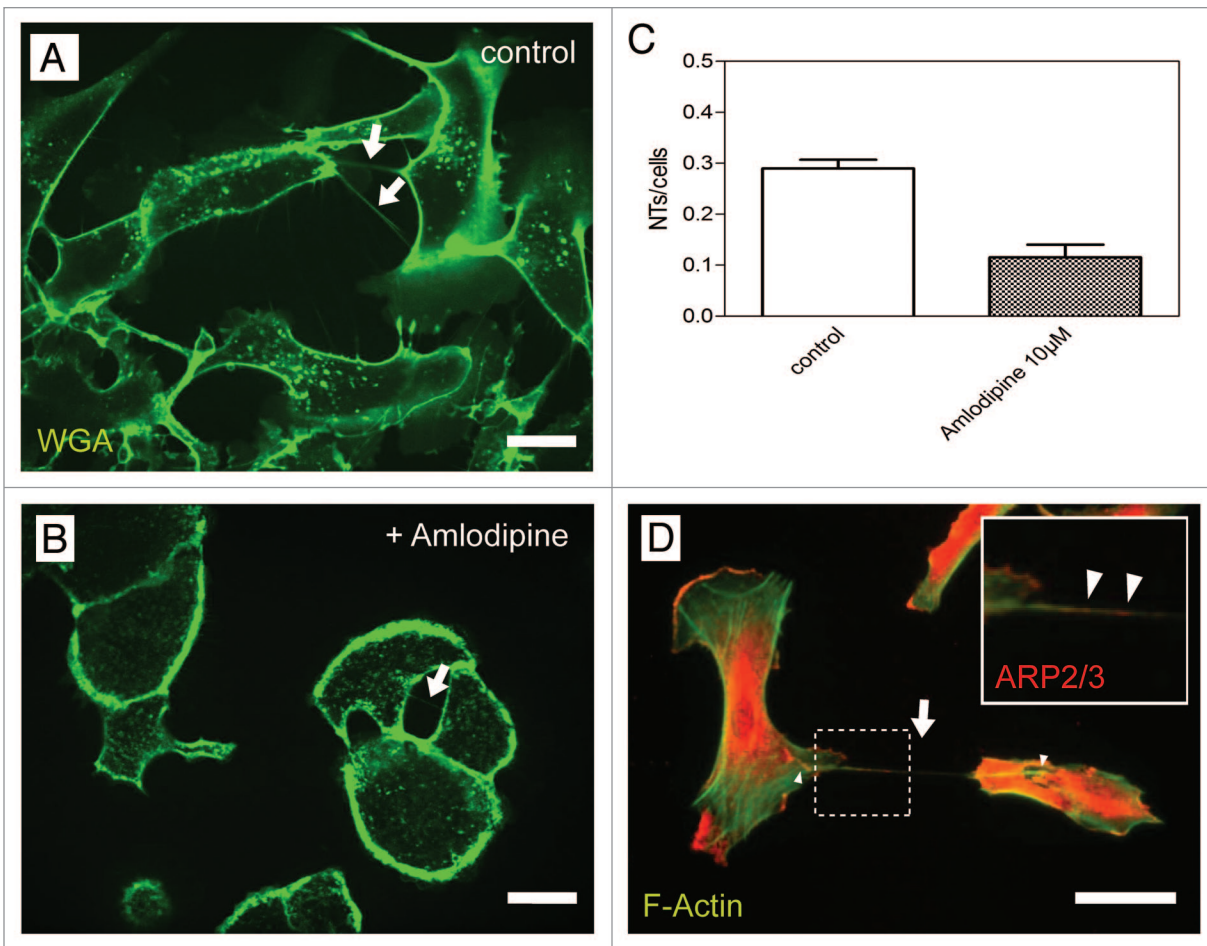 A
control
WGA
B
+ Amlodipine
C
0.5
0.4
0.3
0.2
0.1
0.0
NTs/cells
control
Amlodipine 10µM
D
ARP2/3
F-Actin